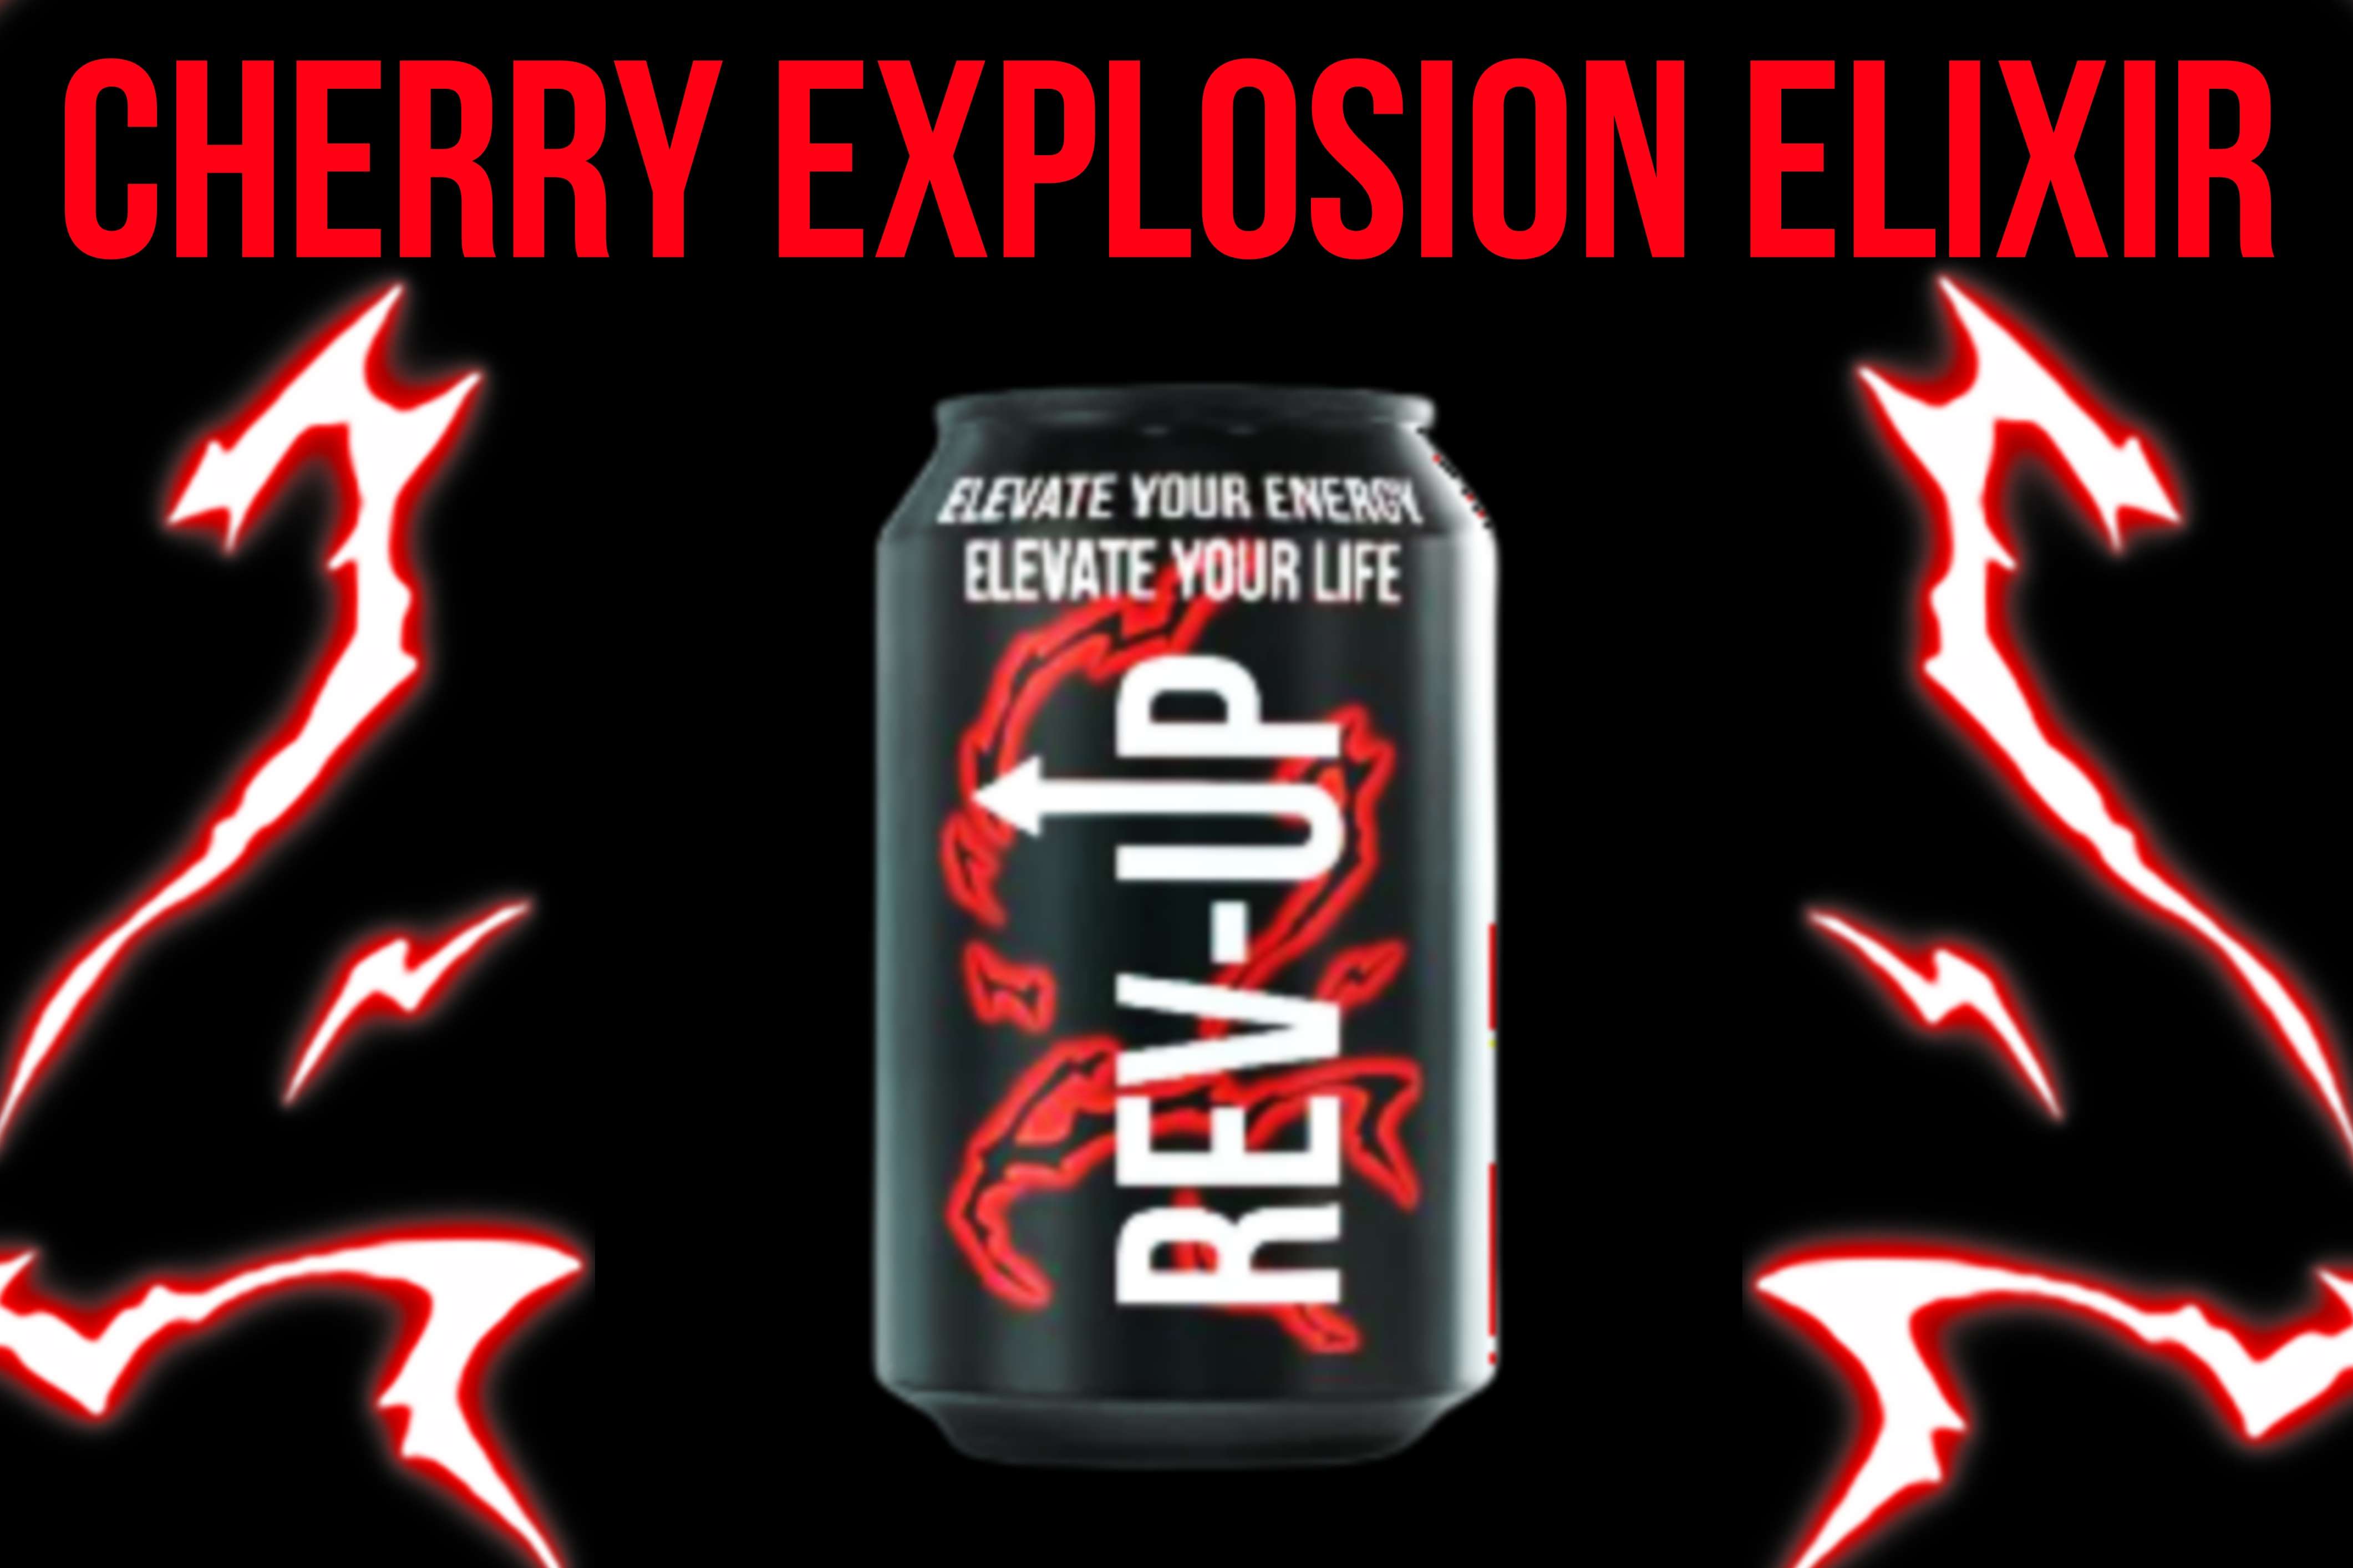 CHERRY EXPLOSION ELIXIR
ELEVATE YOUR ENERGY
ELEVATE YOUR LIFE
REV-UP